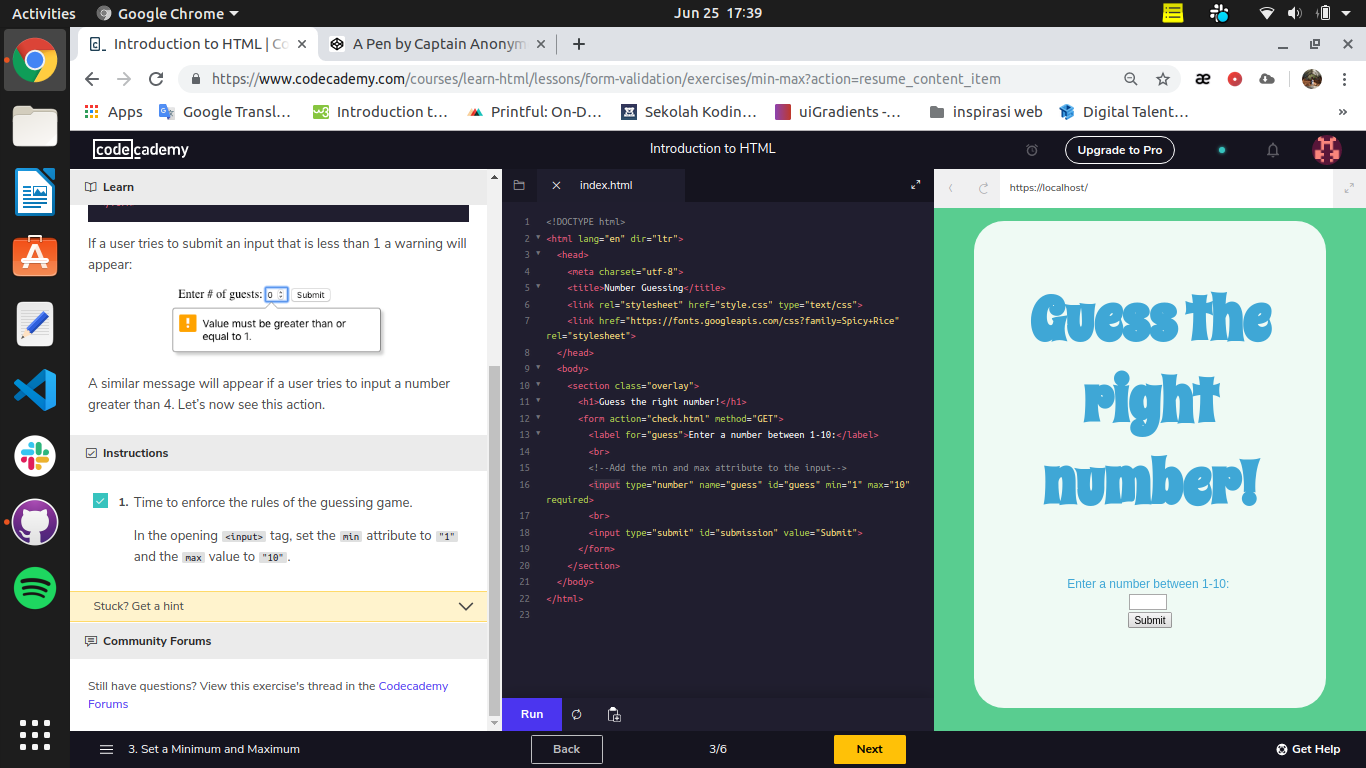 Activities
Google Chrome
Jun 25 17:39
Introduction to HTML | Co
A Pen by Captain Anonym
https://www.codecademy.com/courses/learn-html/lessons/form-validation/exercises/min-max?action=resume_content_item
Apps
Google Transl…
Introduction t…
Printful: On-D…
Sekolah Kodin…
uiGradients -…
inspirasi web
Digital Talent…
»
codecademy
Introduction to HTML
Upgrade to Pro
Learn
If a user tries to submit an input that is less than 1 a warning will
appear:
Enter # of guests: 0 Submit
Value must be greater than or
equal to 1.
A similar message will appear if a user tries to input a number
greater than 4. Let's now see this action.
Instructions
1. Time to enforce the rules of the guessing game.
In the opening <input> tag, set the min attribute to "1"
and the max value to "10".
Stuck? Get a hint
Community Forums
Still have questions? View this exercise's thread in the Codecademy
Forums
index.html
1 <!DOCTYPE html>
2 <html lang="en" dir="ltr">
3 <head>
4 <meta charset="utf-8">
5 <title>Number Guessing</title>
6 <link rel="stylesheet" href="style.css" type="text/css">
7 <link href="https://fonts.googleapis.com/css?family=Spicy+Rice"
rel="stylesheet">
8 </head>
9 <body>
10 <section class="overlay">
11 <h1>Guess the right number!</h1>
12 <form action="check.html" method="GET">
13 <label for="guess">Enter a number between 1-10:</label>
14 <br>
15 <!--Add the min and max attribute to the input-->
16 <input type="number" name="guess" id="guess" min="1" max="10"
required>
17 <br>
18 <input type="submit" id="submission" value="Submit">
19 </form>
20 </section>
21 </body>
22 </html>
23
Run
https://localhost/
Guess the
right
number!
Enter a number between 1-10:
Submit
3. Set a Minimum and Maximum
Back
3/6
Next
Get Help